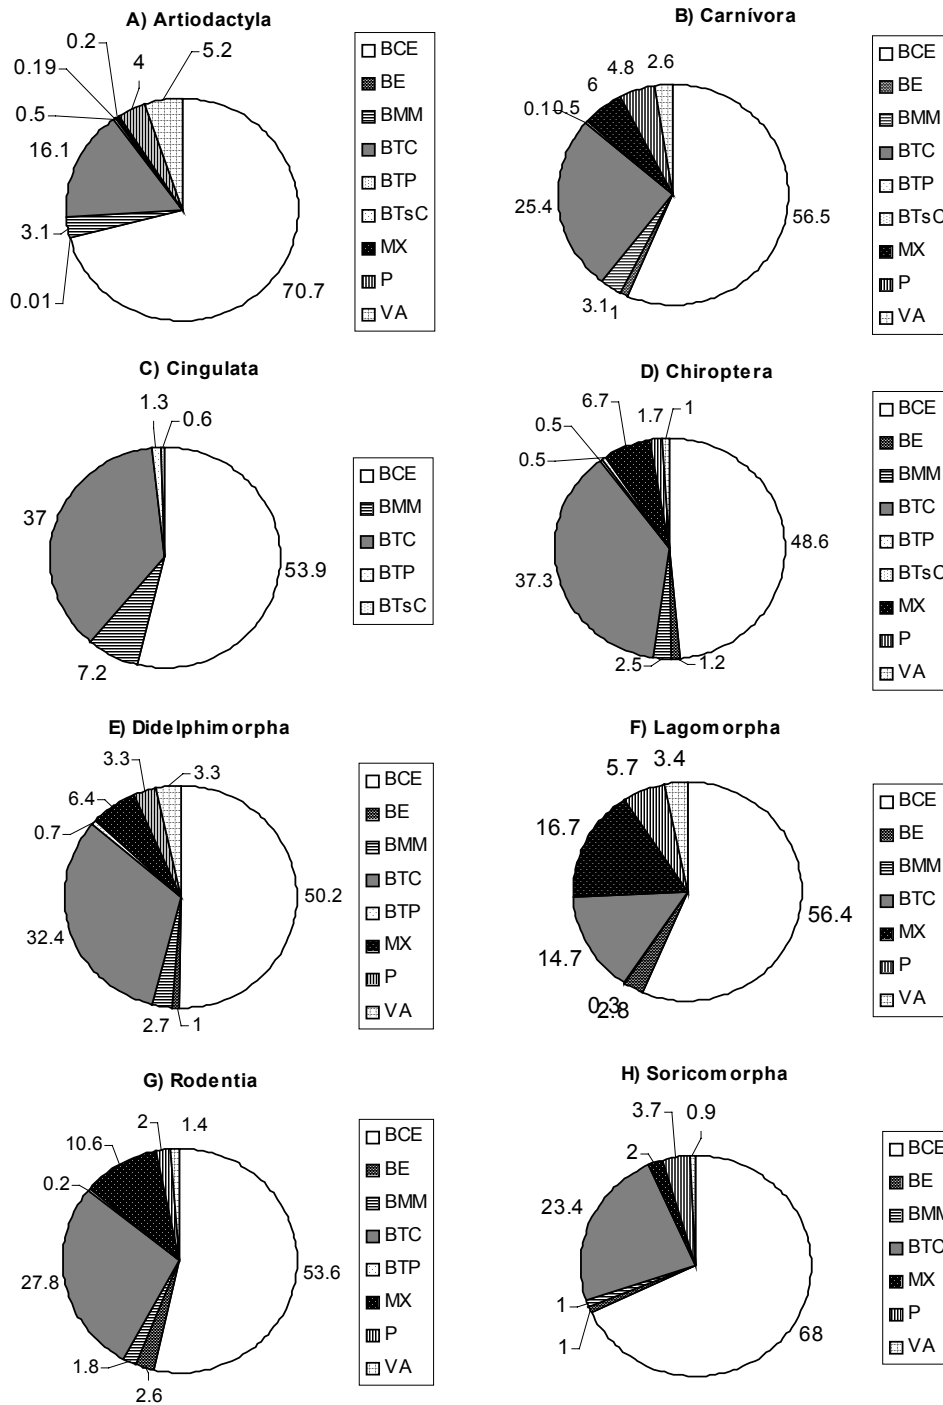 A) Artiodactyla
0.2
4
5.2
0.19
0.5
16.1
3.1
0.01
70.7
BCE
BE
BMM
BTC
BTP
BTsC
MX
P
VA
B) Carnívora
6
4.8
2.6
0.1
0.5
25.4
3.1
1
56.5
BCE
BE
BMM
BTC
BTP
BTsC
MX
P
VA
C) Cingulata
1.3
0.6
37
53.9
7.2
BCE
BMM
BTC
BTP
BTsC
D) Chiroptera
6.7
1.7
1
0.5
0.5
48.6
37.3
2.5
1.2
BCE
BE
BMM
BTC
BTP
BTsC
MX
P
VA
E) Didelphimorpha
3.3
3.3
6.4
0.7
50.2
32.4
2.7
1
BCE
BE
BMM
BTC
BTP
MX
P
VA
F) Lagomorpha
5.7
3.4
16.7
56.4
14.7
0.3
2.8
BCE
BE
BMM
BTC
MX
P
VA
G) Rodentia
2
1.4
10.6
0.2
53.6
27.8
1.8
2.6
BCE
BE
BMM
BTC
BTP
MX
P
VA
H) Soricomorpha
3.7
0.9
2
23.4
1
1
68
BCE
BE
BMM
BTC
MX
P
VA